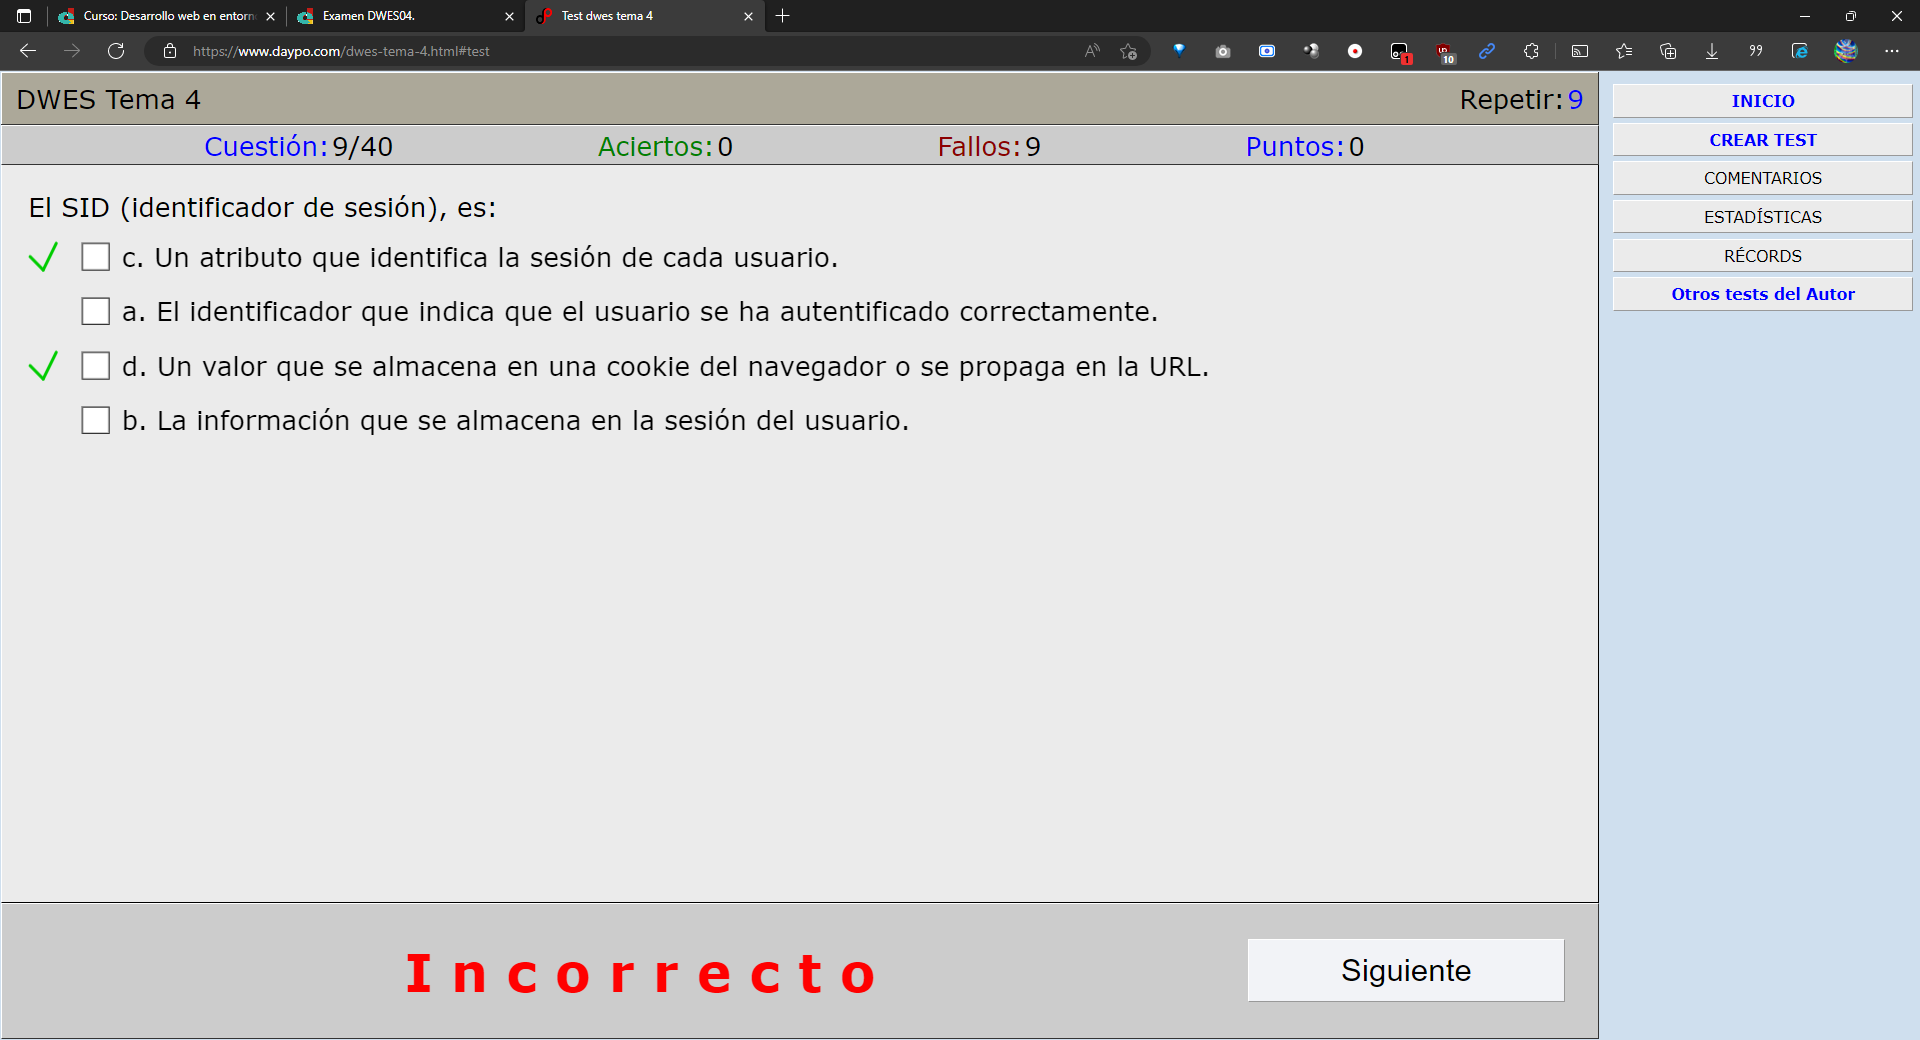 Curso: Desarrollo web en entorn
Examen DWES04.
Test dwes tema 4
https://www.daypo.com/dwes-tema-4.html#test
1
10
DWES Tema 4
Repetir: 9
Cuestión: 9/40
Aciertos: 0
Fallos: 9
Puntos: 0
El SID (identificador de sesión), es:
c. Un atributo que identifica la sesión de cada usuario.
a. El identificador que indica que el usuario se ha autentificado correctamente.
d. Un valor que se almacena en una cookie del navegador o se propaga en la URL.
b. La información que se almacena en la sesión del usuario.
Incorrecto
Siguiente
INICIO
CREAR TEST
COMENTARIOS
ESTADÍSTICAS
RÉCORDS
Otros tests del Autor